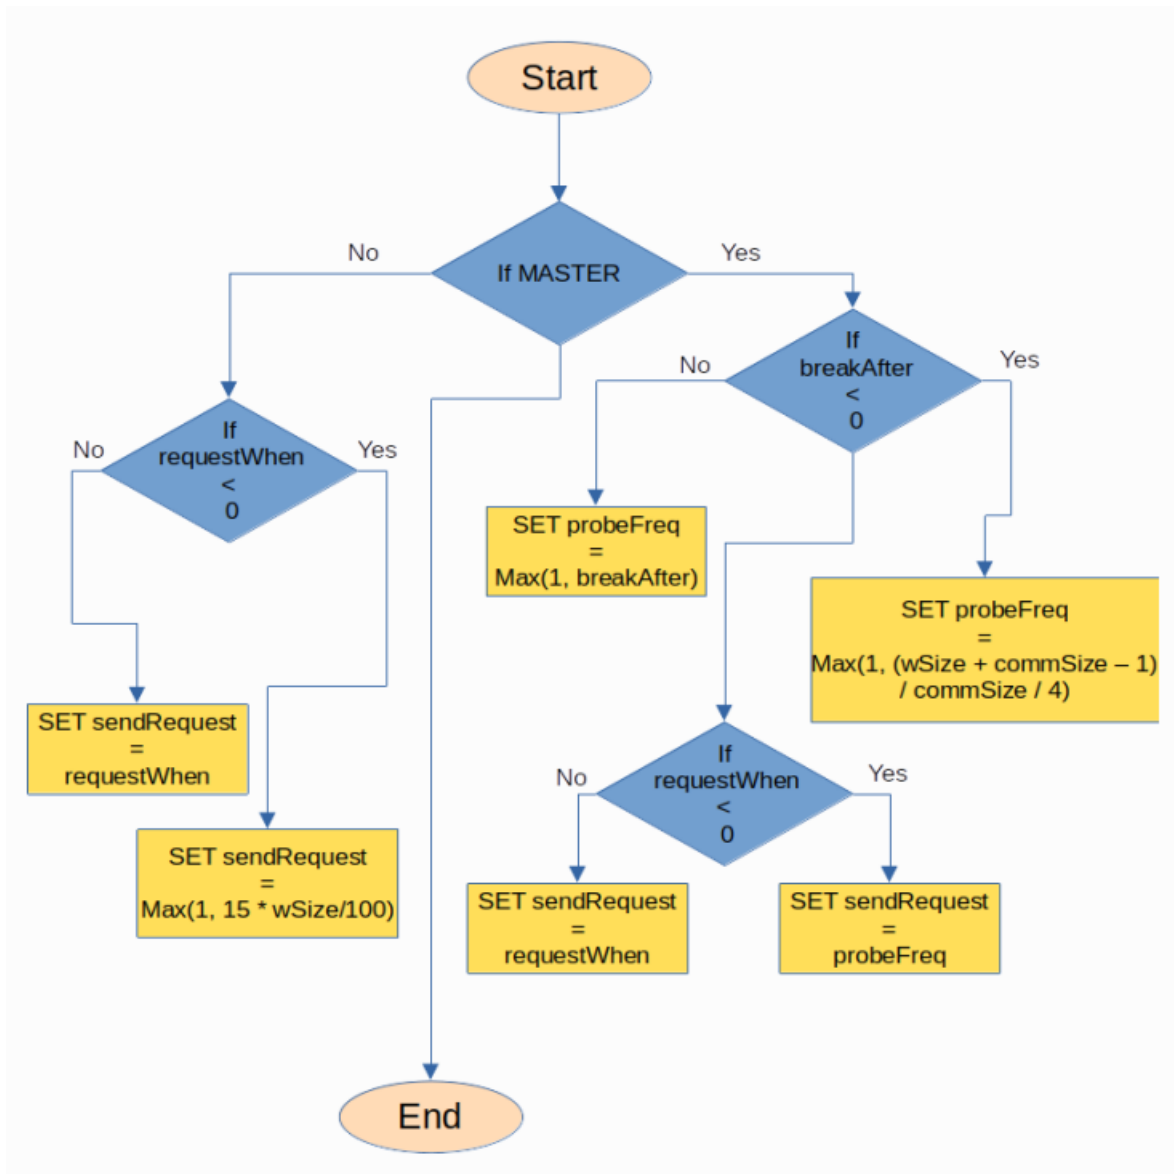 Start
No
Yes
If MASTER
No
If
breakAfter
<
0
Yes
No
If
requestWhen
<
0
Yes
SET probeFreq
=
Max(1, breakAfter)
SET probeFreq
=
Max(1, (wSize + commSize – 1)
/ commSize / 4)
SET sendRequest
=
requestWhen
No
If
requestWhen
<
0
Yes
SET sendRequest
=
Max(1, 15 * wSize/100)
SET sendRequest
=
requestWhen
SET sendRequest
=
probeFreq
End